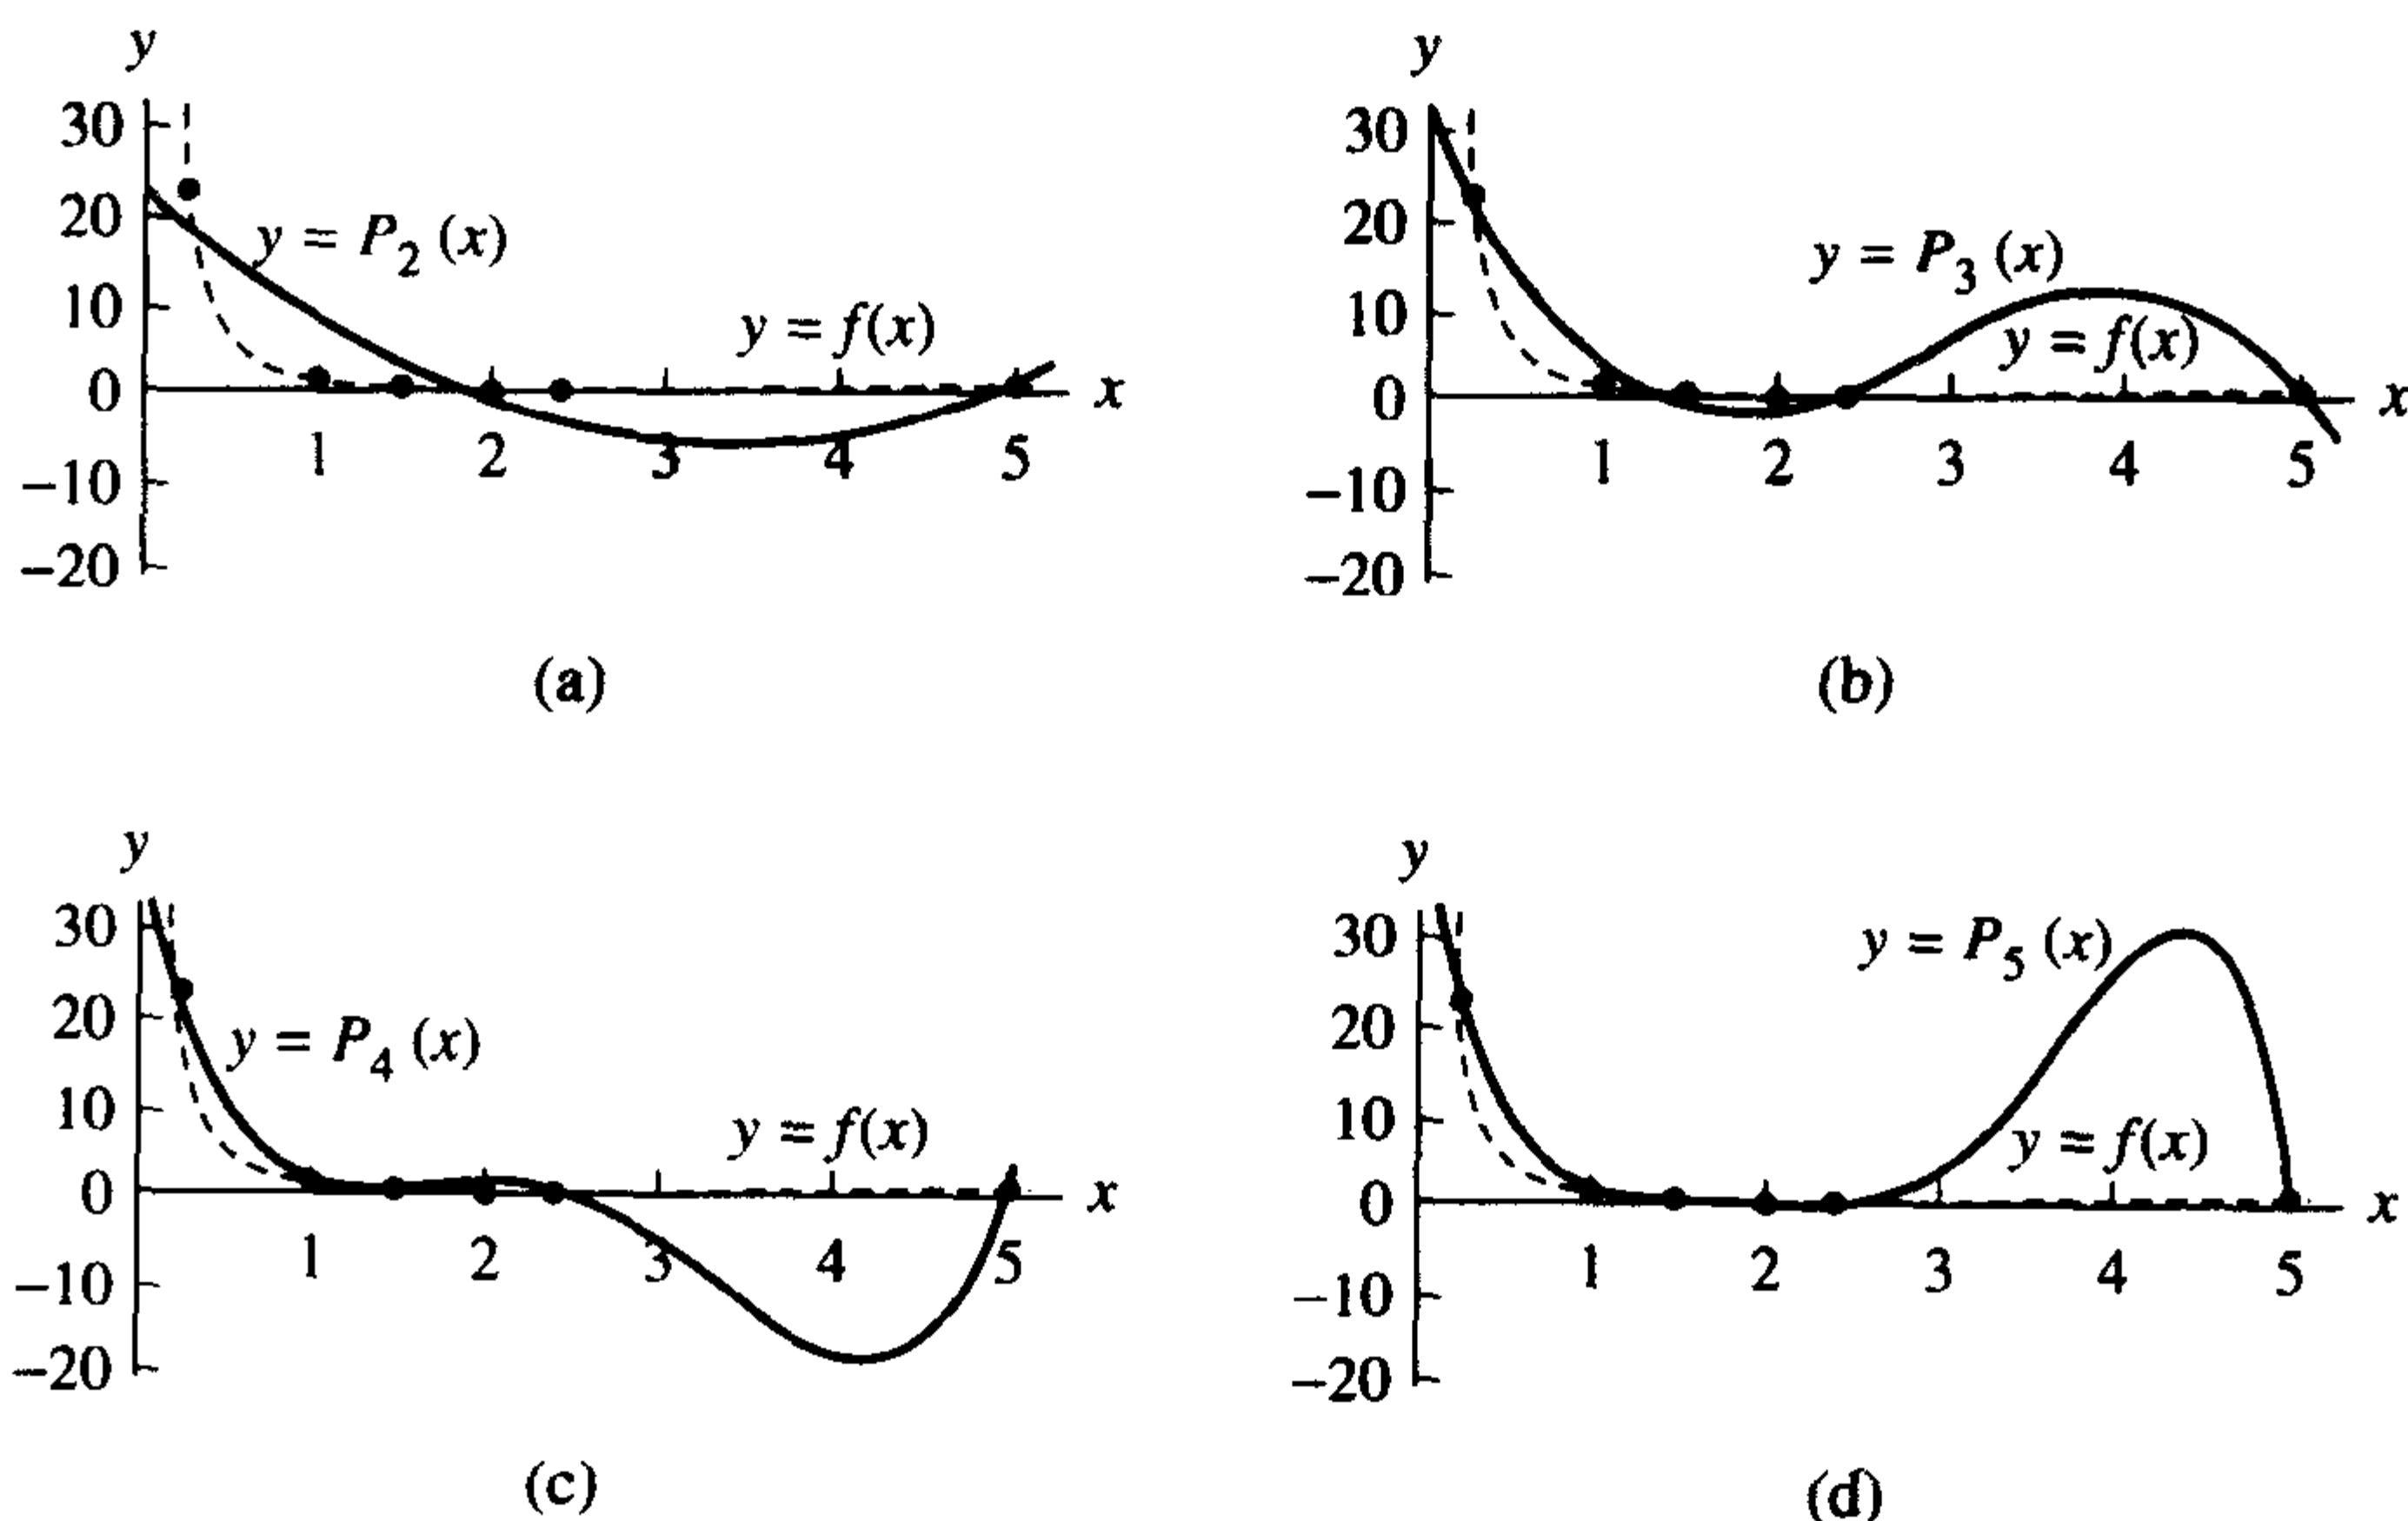 y
30
20
10
0
−10
−20
y = P2 (x)
y = f(x)
1 2 3 4 5
x
(a)
y
30
20
10
0
−10
−20
y = P3 (x)
y = f(x)
1 2 3 4 5
x
(b)
y
30
20
10
0
−10
−20
y = P4 (x)
y = f(x)
1 2 3 4 5
x
(c)
y
30
20
10
0
−10
−20
y = P5 (x)
y = f(x)
1 2 3 4 5
x
(d)